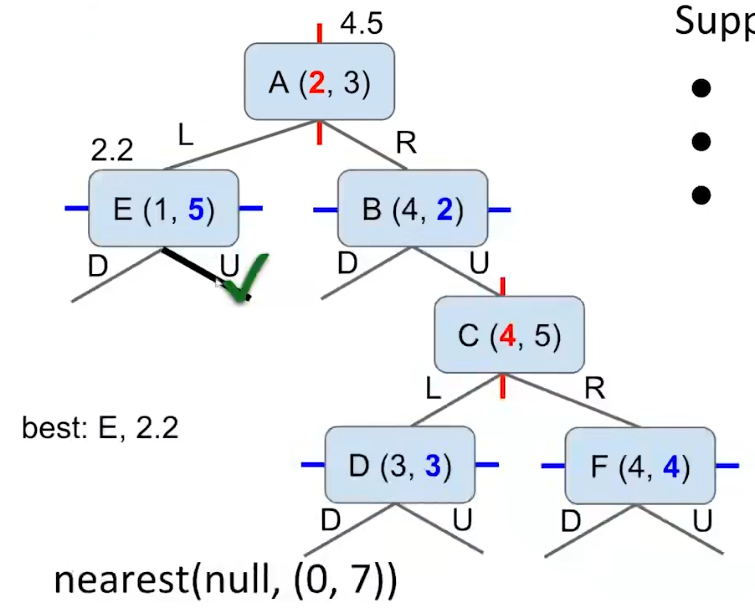 4.5
Supp
A (2, 3)
L
R
2.2
E (1, 5)
B (4, 2)
D
U
D
U
C (4, 5)
L
R
best: E, 2.2
D (3, 3)
F (4, 4)
D
U
D
U
nearest(null, (0, 7))